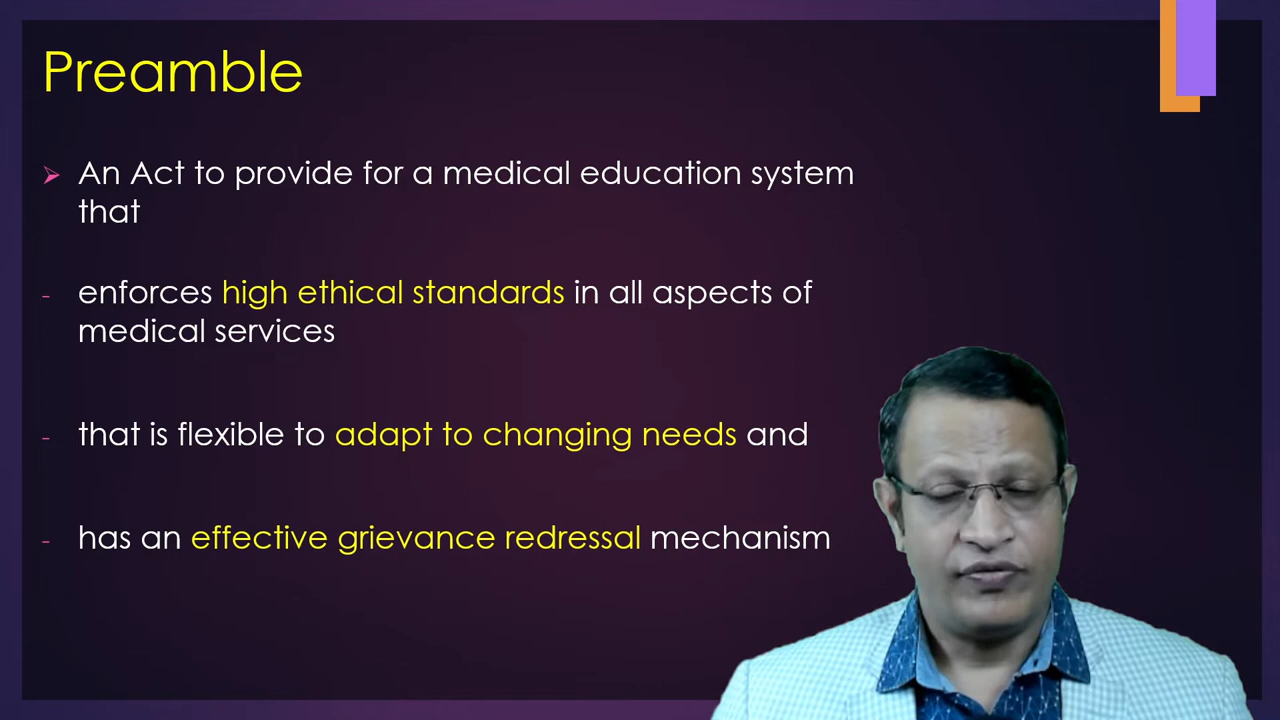 Preamble
An Act to provide for a medical education system
that
- enforces high ethical standards in all aspects of
medical services
- that is flexible to adapt to changing needs and
- has an effective grievance redressal mechanism